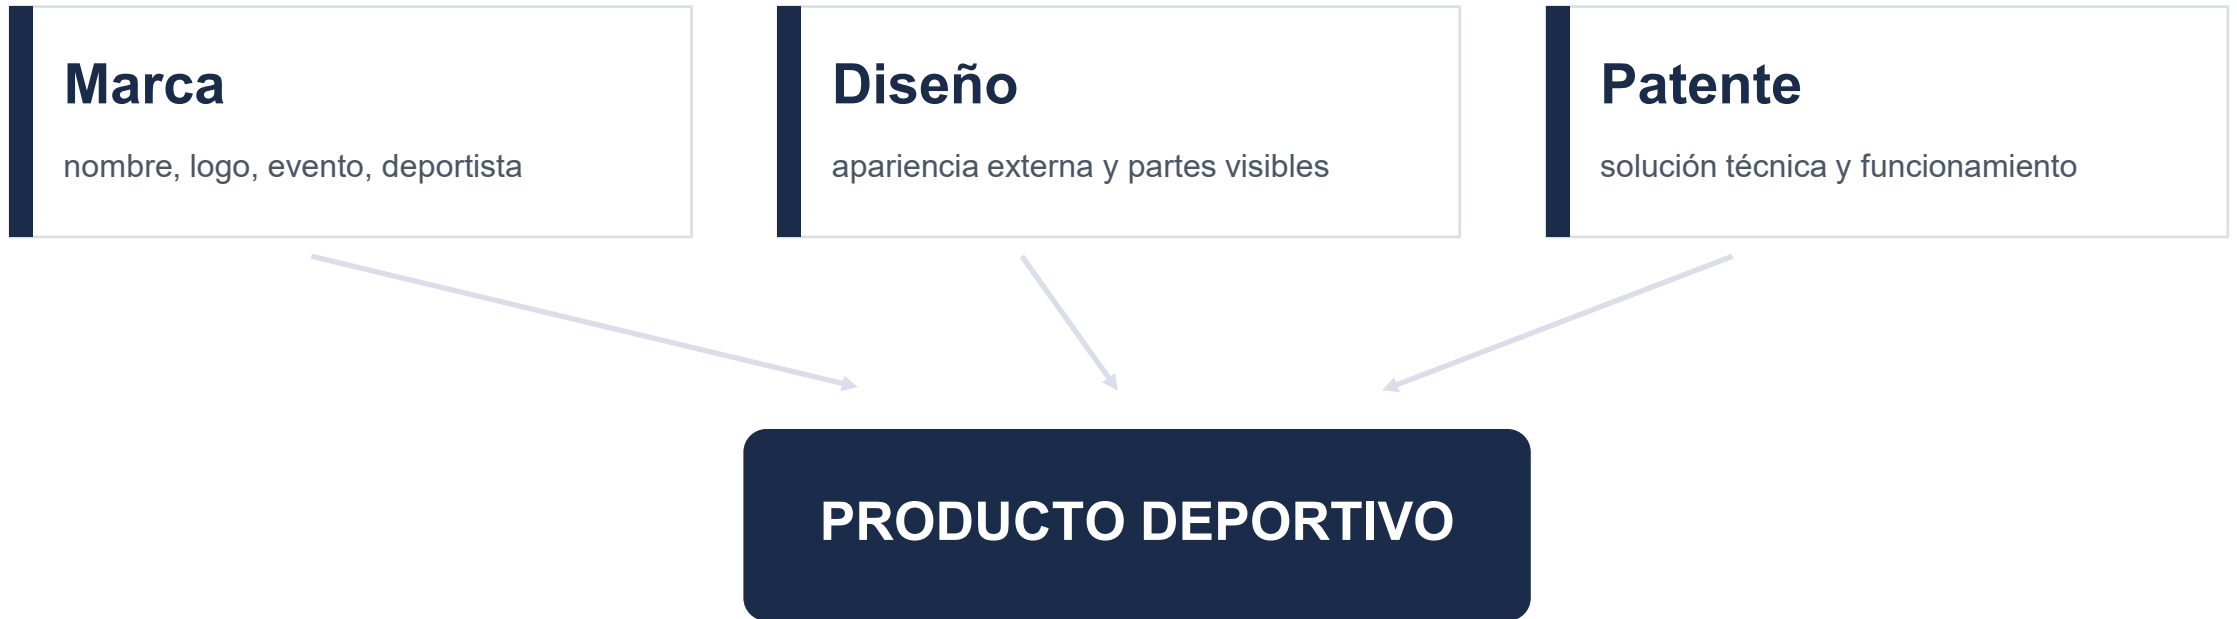 Marca
nombre, logo, evento, deportista
Diseño
apariencia externa y partes visibles
Patente
solución técnica y funcionamiento
PRODUCTO DEPORTIVO